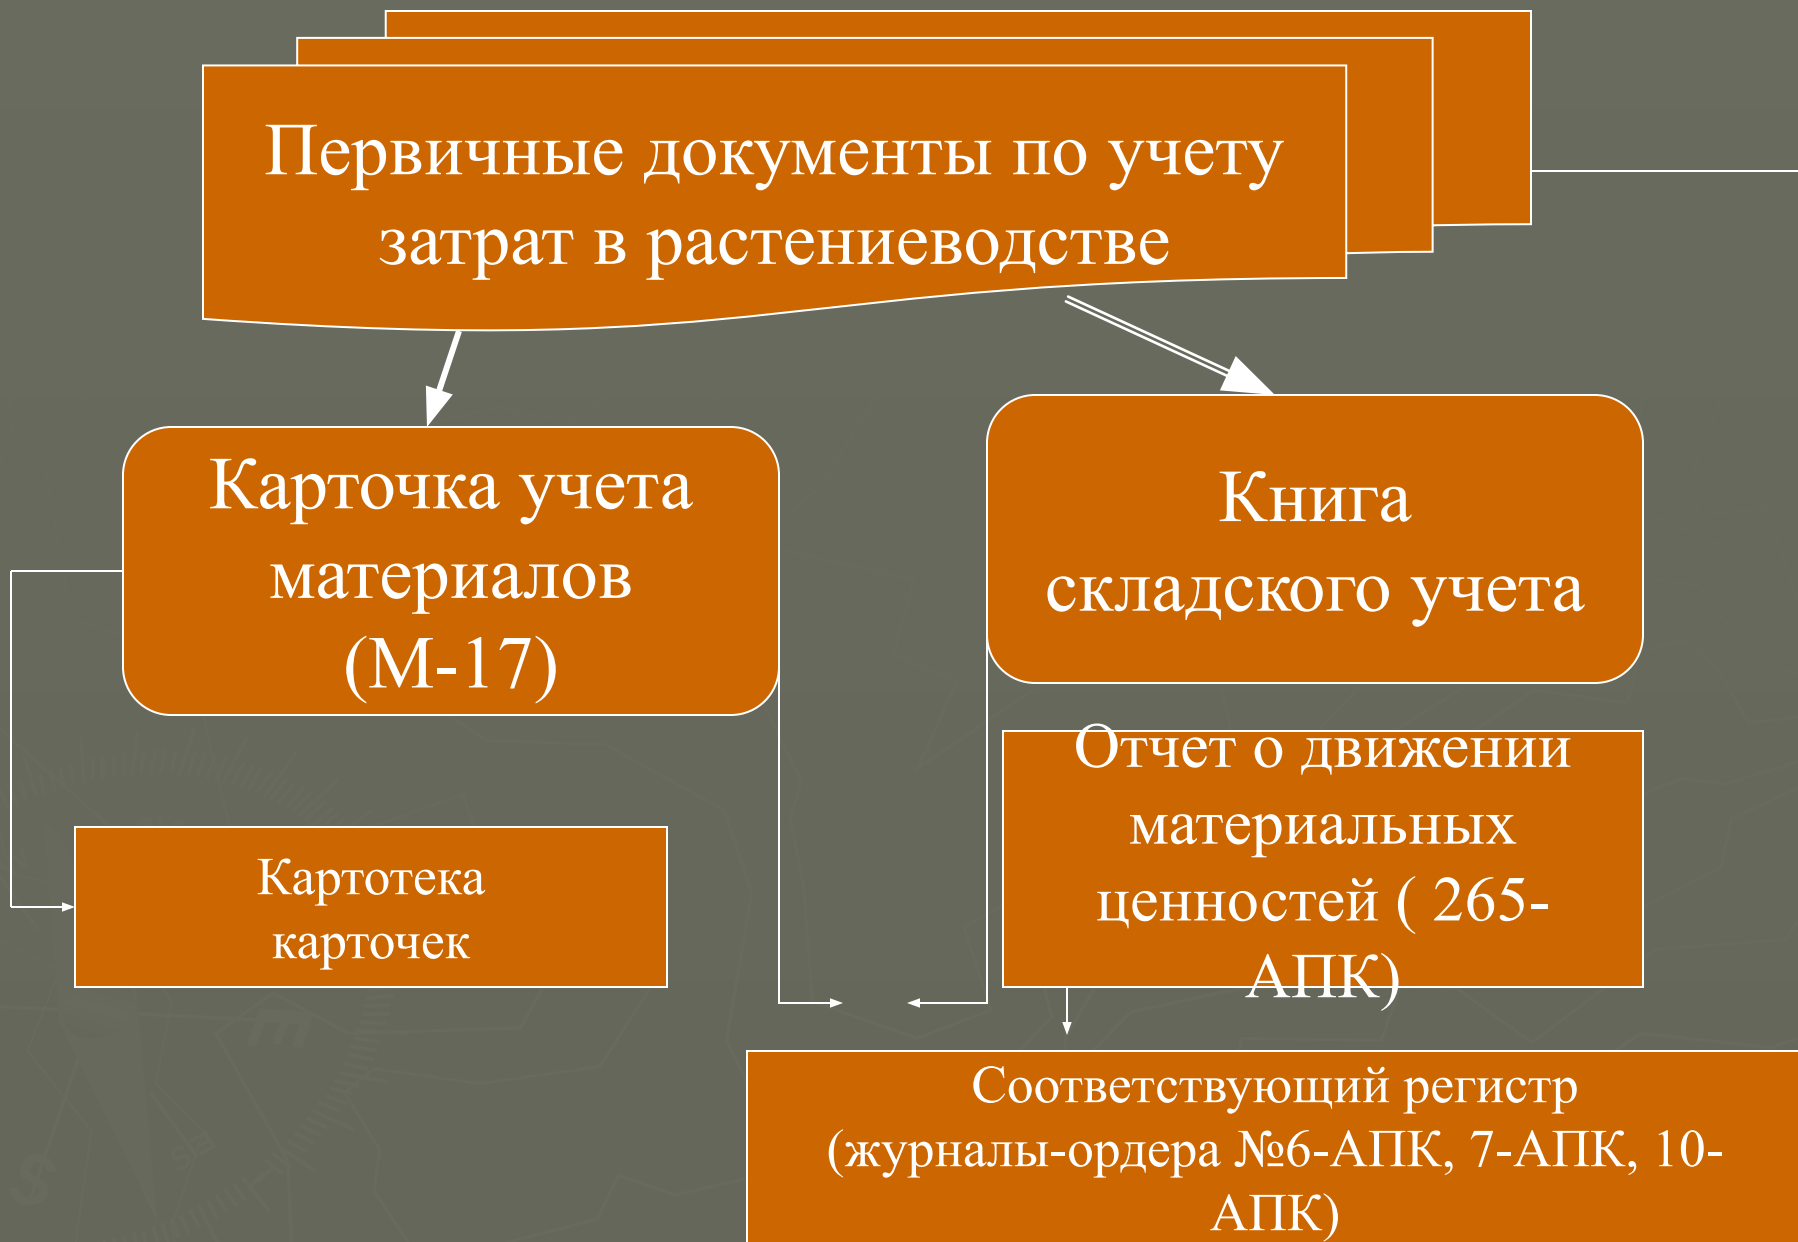 Первичные документы по учету
затрат в растениеводстве
Карточка учета
материалов
(М-17)
Книга
складского учета
Отчет о движении
материальных
ценностей ( 265-
АПК)
Картотека
карточек
Соответствующий регистр
(журналы-ордера №6-АПК, 7-АПК, 10-
АПК)